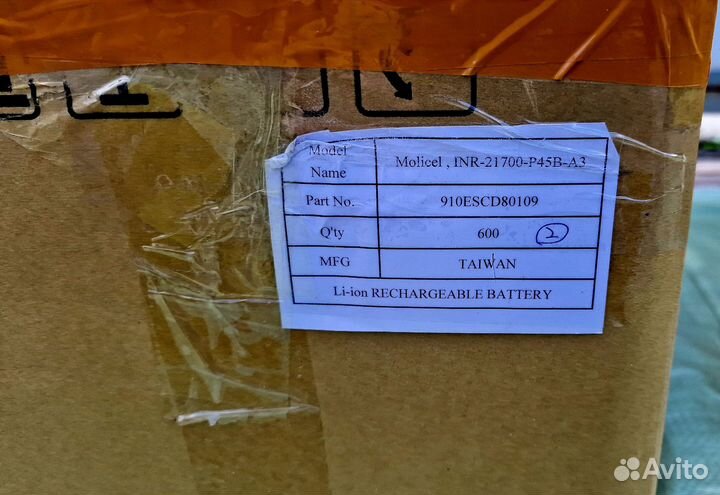 Model Name
Molicel , INR-21700-P45B-A3
Part No. 910ESCD80109
Q'ty 600 2
MFG TAIWAN
Li-ion RECHARGEABLE BATTERY
Avito